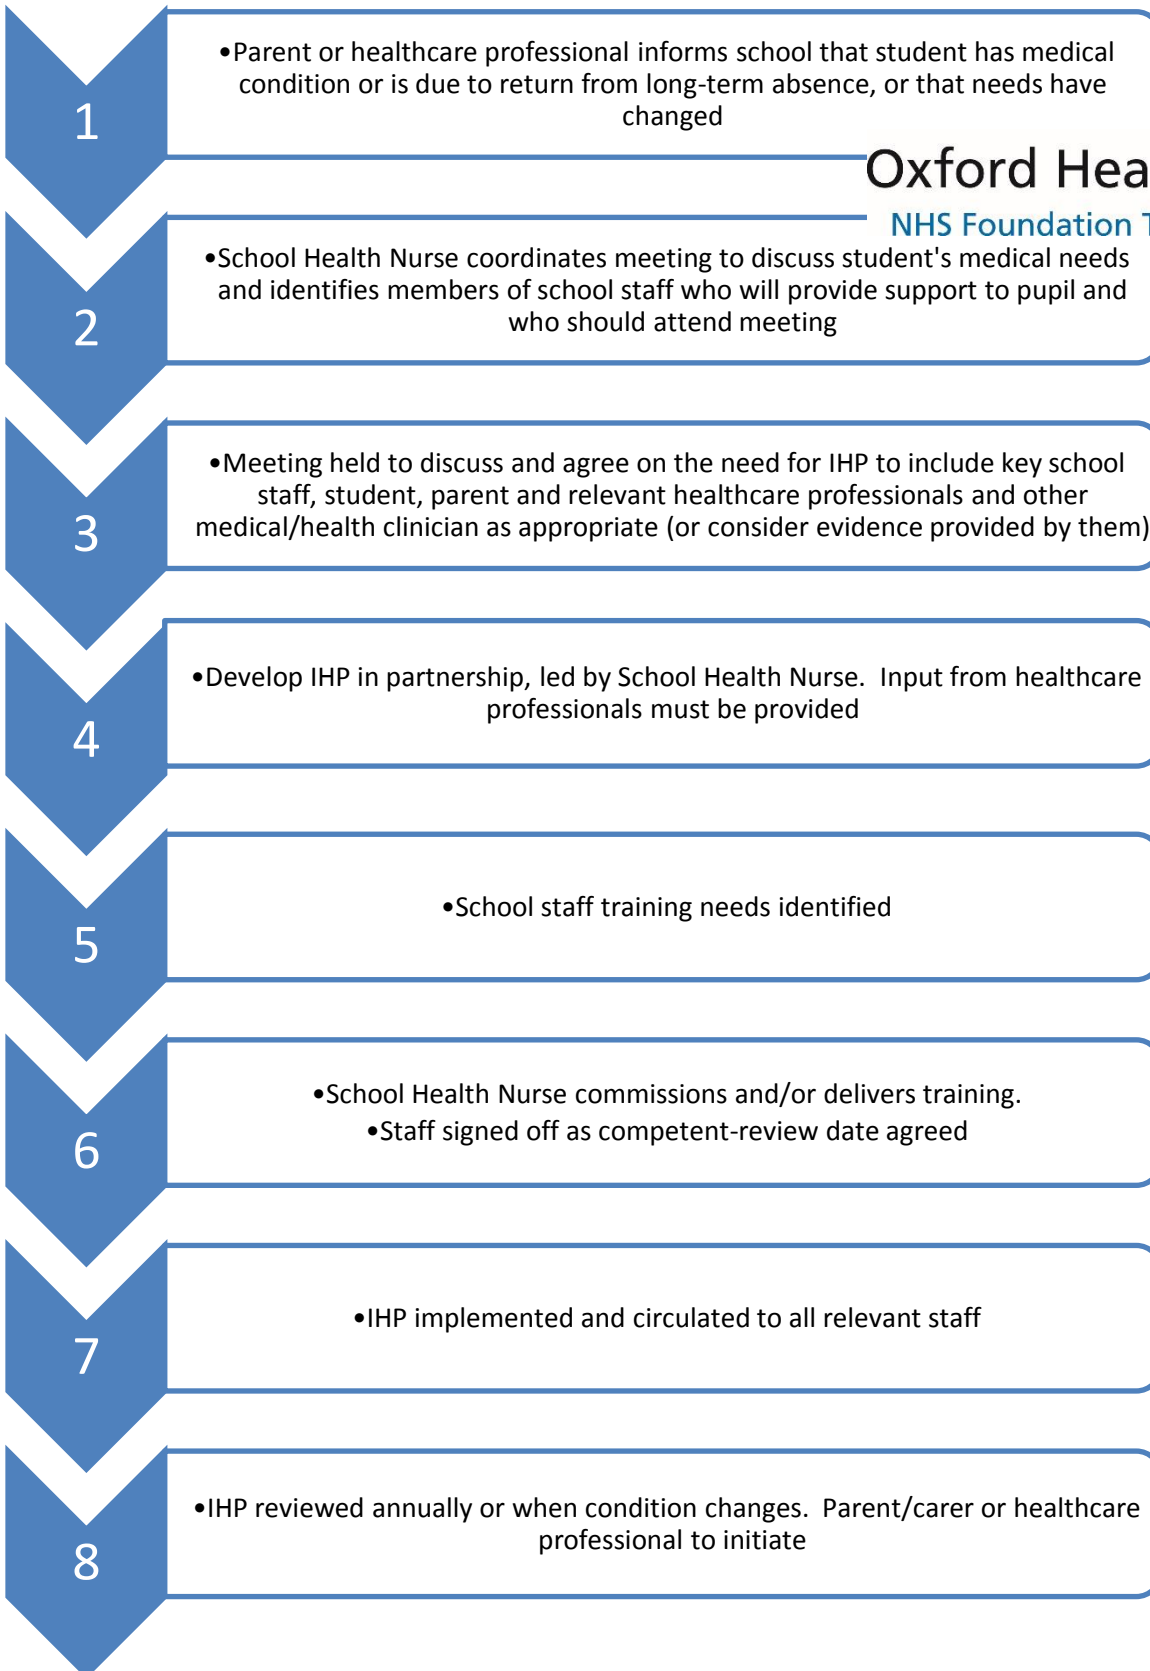 1
•Parent or healthcare professional informs school that student has medical
condition or is due to return from long-term absence, or that needs have
changed
Oxford Hea
NHS Foundation T
2
•School Health Nurse coordinates meeting to discuss student's medical needs
and identifies members of school staff who will provide support to pupil and
who should attend meeting
3
•Meeting held to discuss and agree on the need for IHP to include key school
staff, student, parent and relevant healthcare professionals and other
medical/health clinician as appropriate (or consider evidence provided by them)
4
•Develop IHP in partnership, led by School Health Nurse.  Input from healthcare
professionals must be provided
5
•School staff training needs identified
6
•School Health Nurse commissions and/or delivers training.
•Staff signed off as competent-review date agreed
7
•IHP implemented and circulated to all relevant staff
8
•IHP reviewed annually or when condition changes.  Parent/carer or healthcare
professional to initiate